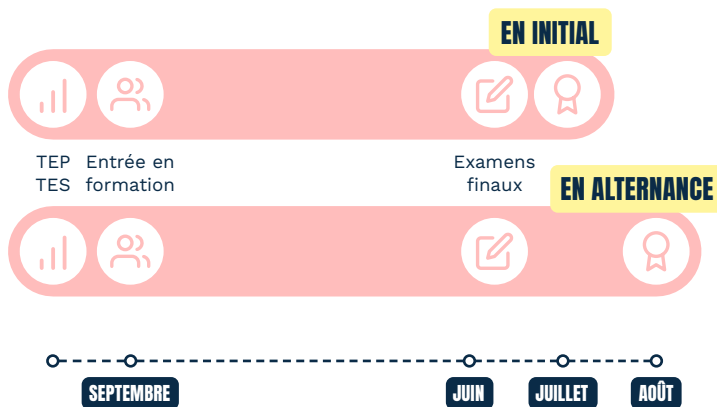 EN INITIAL
TEP
TES
Entrée en
formation
Examens
finaux
EN ALTERNANCE
SEPTEMBRE
JUIN
JUILLET
AOÛT